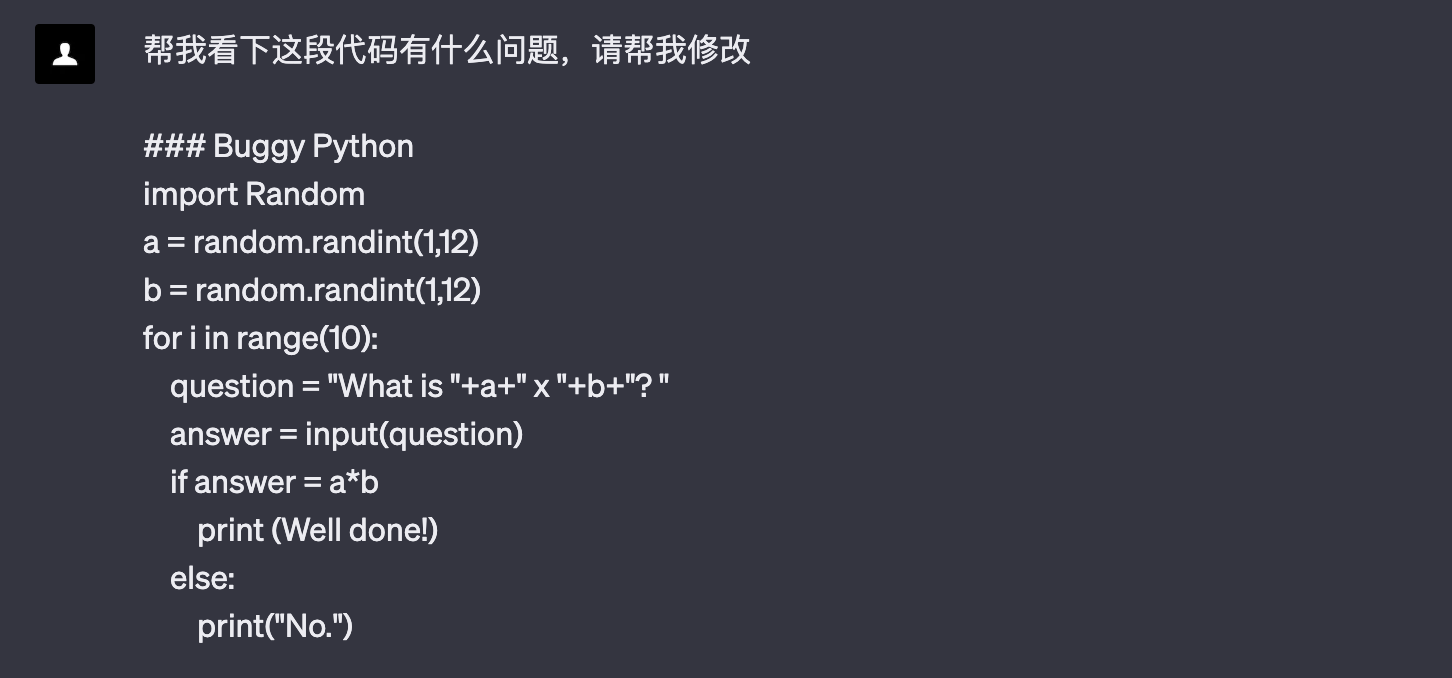 帮我看下这段代码有什么问题，请帮我修改
### Buggy Python
import Random
a = random.randint(1,12)
b = random.randint(1,12)
for i in range(10):
question = "What is "+a+" x "+b+"? "
answer = input(question)
if answer = a*b
print (Well done!)
else:
print("No.")